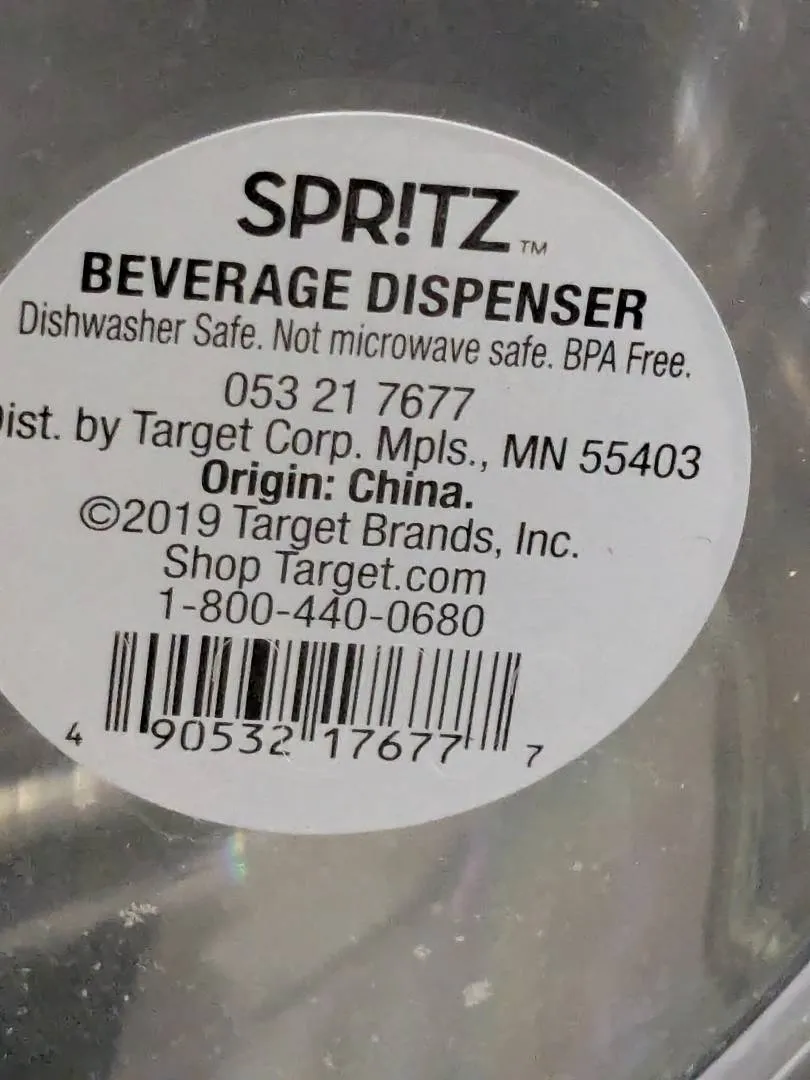 SPR!TZ™
BEVERAGE DISPENSER
Dishwasher Safe. Not microwave safe. BPA Free.
053 21 7677
ist. by Target Corp. Mpls., MN 55403
Origin: China.
©2019 Target Brands, Inc.
Shop Target.com
1-800-440-0680
4 90532 17677 7